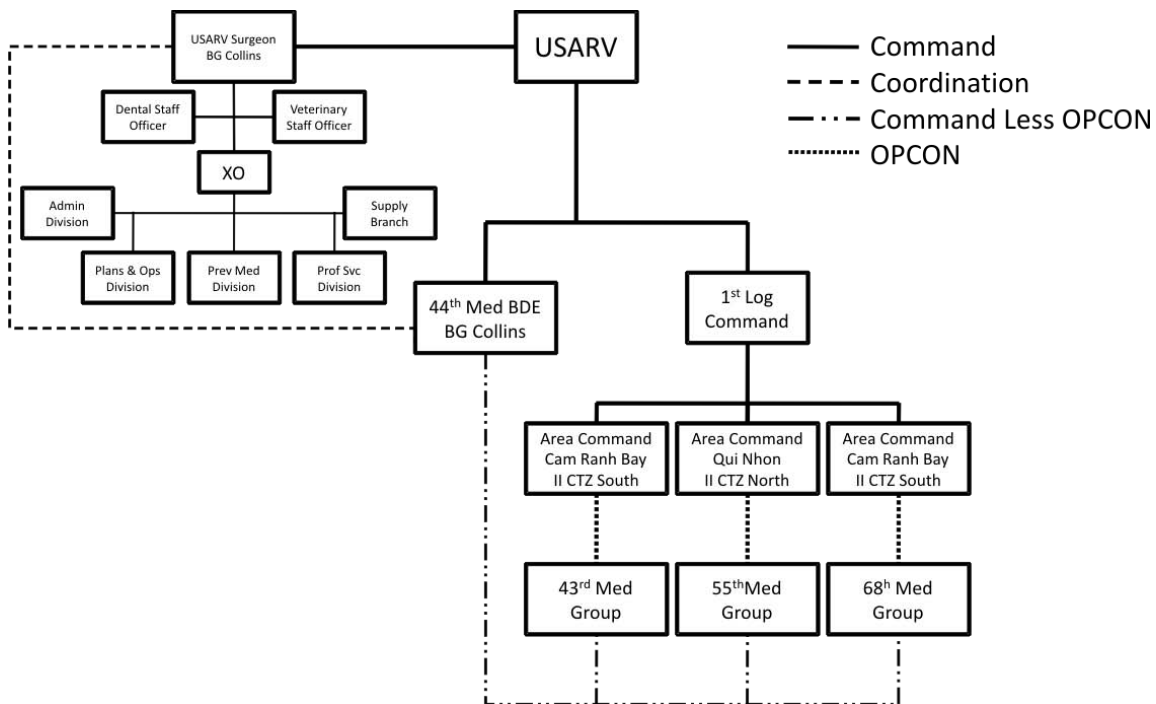 USARV Surgeon
BG Collins
USARV
Command
Coordination
Command Less OPCON
OPCON
Dental Staff
Officer
Veterinary
Staff Officer
XO
Admin
Division
Supply
Branch
Plans & Ops
Division
Prev Med
Division
Prof Svc
Division
44th Med BDE
BG Collins
1st Log
Command
Area Command
Cam Ranh Bay
II CTZ South
Area Command
Qui Nhon
II CTZ North
Area Command
Cam Ranh Bay
II CTZ South
43rd Med
Group
55thMed
Group
68h Med
Group